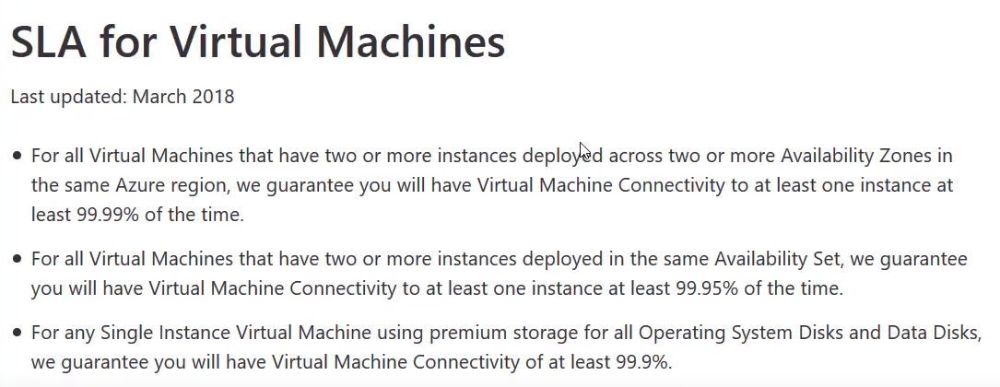 SLA for Virtual Machines
Last updated: March 2018
• For all Virtual Machines that have two or more instances deployed across two or more Availability Zones in
the same Azure region, we guarantee you will have Virtual Machine Connectivity to at least one instance at
least 99.99% of the time.
• For all Virtual Machines that have two or more instances deployed in the same Availability Set, we guarantee
you will have Virtual Machine Connectivity to at least one instance at least 99.95% of the time.
• For any Single Instance Virtual Machine using premium storage for all Operating System Disks and Data Disks,
we guarantee you will have Virtual Machine Connectivity of at least 99.9%.